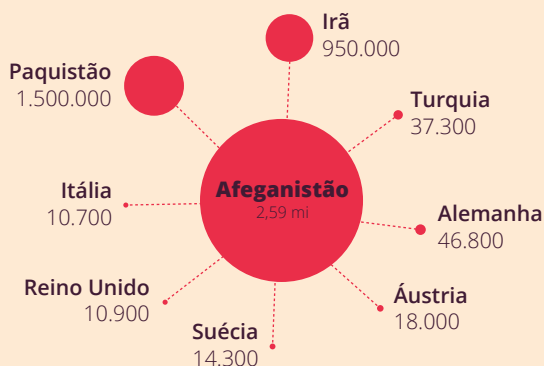 Irã
950.000
Paquistão
1.500.000
Turquia
37.300
Afeganistão
2,59 mi
Itália
10.700
Alemanha
46.800
Reino Unido
10.900
Áustria
18.000
Suécia
14.300